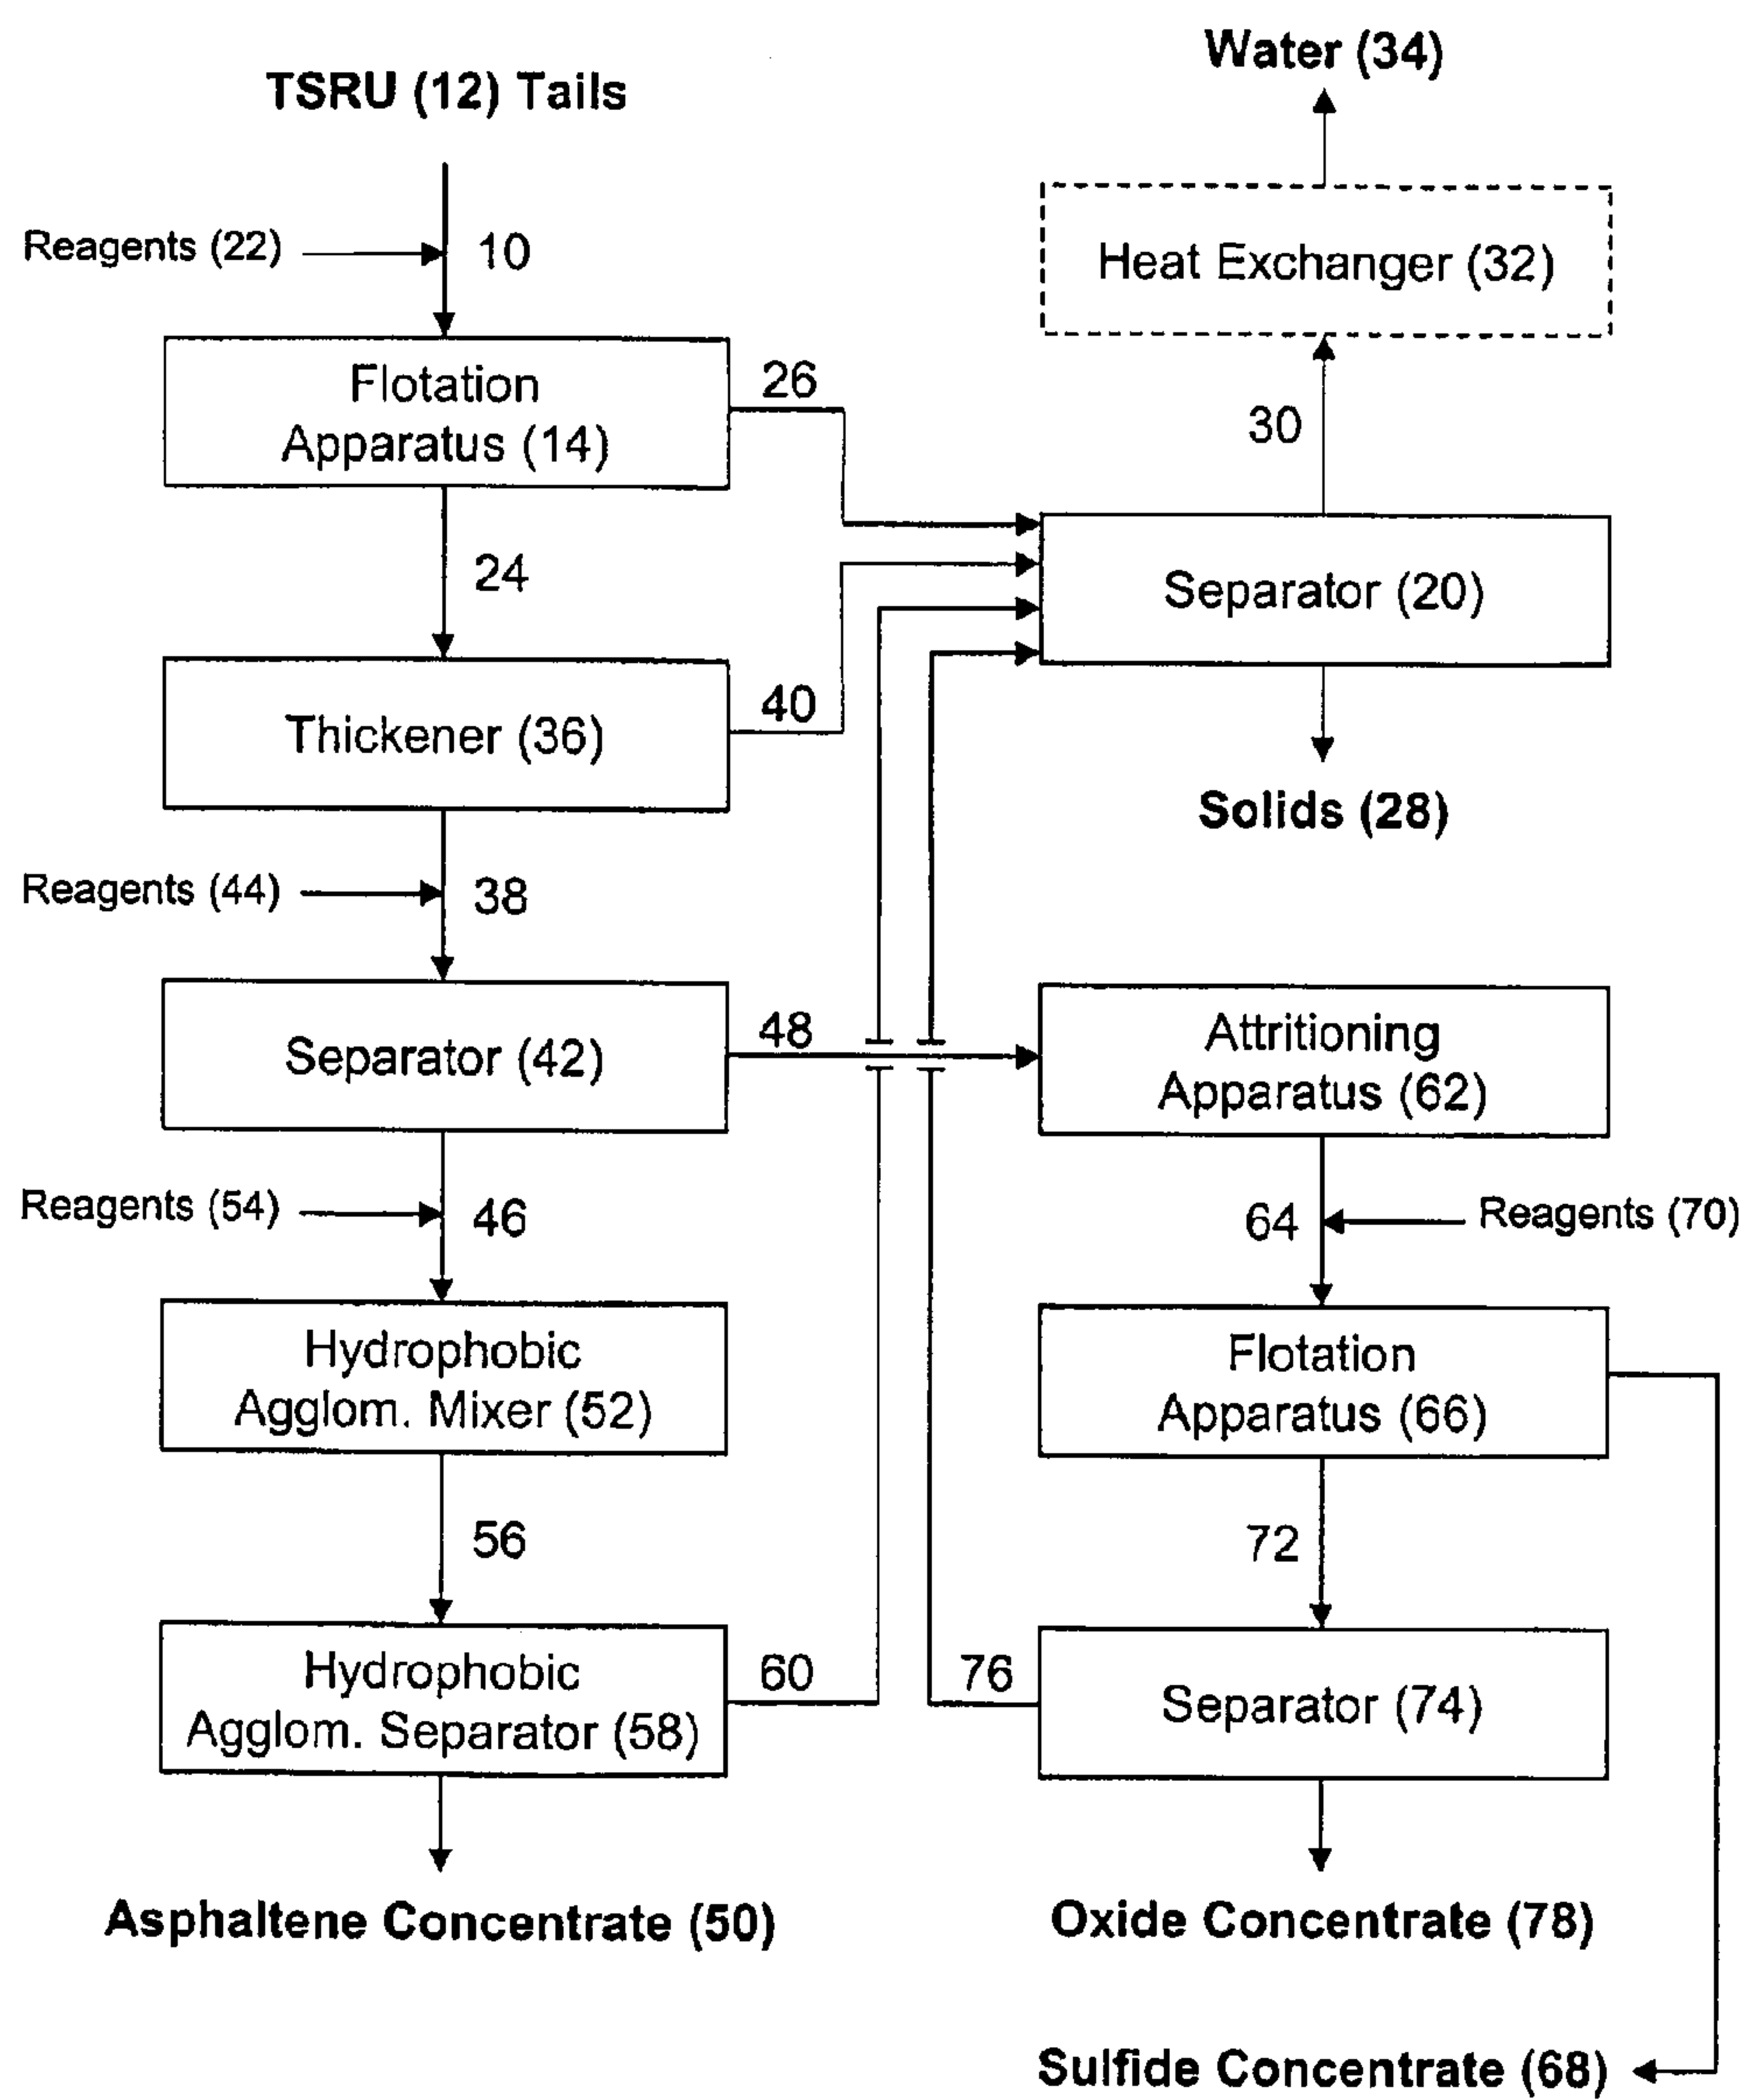 Water (34)
TSRU (12) Tails
Heat Exchanger (32)
Reagents (22)
10
Flotation
Apparatus (14)
26
30
24
Separator (20)
Thickener (36)
40
Solids (28)
Reagents (44)
38
Separator (42)
48
Attritioning
Apparatus (62)
Reagents (54)
46
64
Reagents (70)
Hydrophobic
Agglom. Mixer (52)
Flotation
Apparatus (66)
56
72
Hydrophobic
Agglom. Separator (58)
60
76
Separator (74)
Asphaltene Concentrate (50)
Oxide Concentrate (78)
Sulfide Concentrate (68)